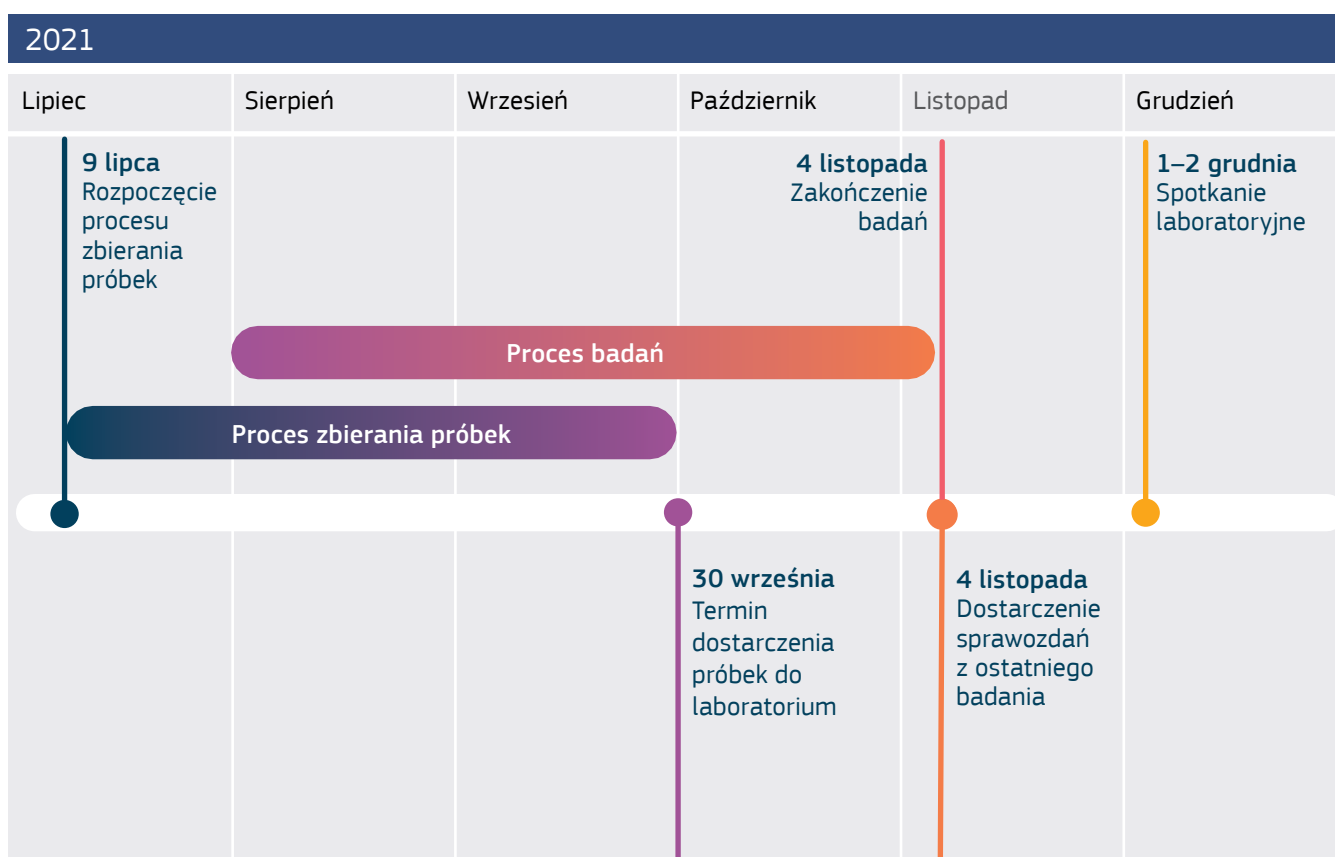 2021
Lipiec
Sierpień
Wrzesień
Październik
Listopad
Grudzień
9 lipca
Rozpoczęcie
procesu
zbierania
próbek
4 listopada
Zakończenie
badań
1–2 grudnia
Spotkanie
laboratoryjne
Proces badań
Proces zbierania próbek
30 września
Termin
dostarczenia
próbek do
laboratorium
4 listopada
Dostarczenie
sprawozdań
z ostatniego
badania